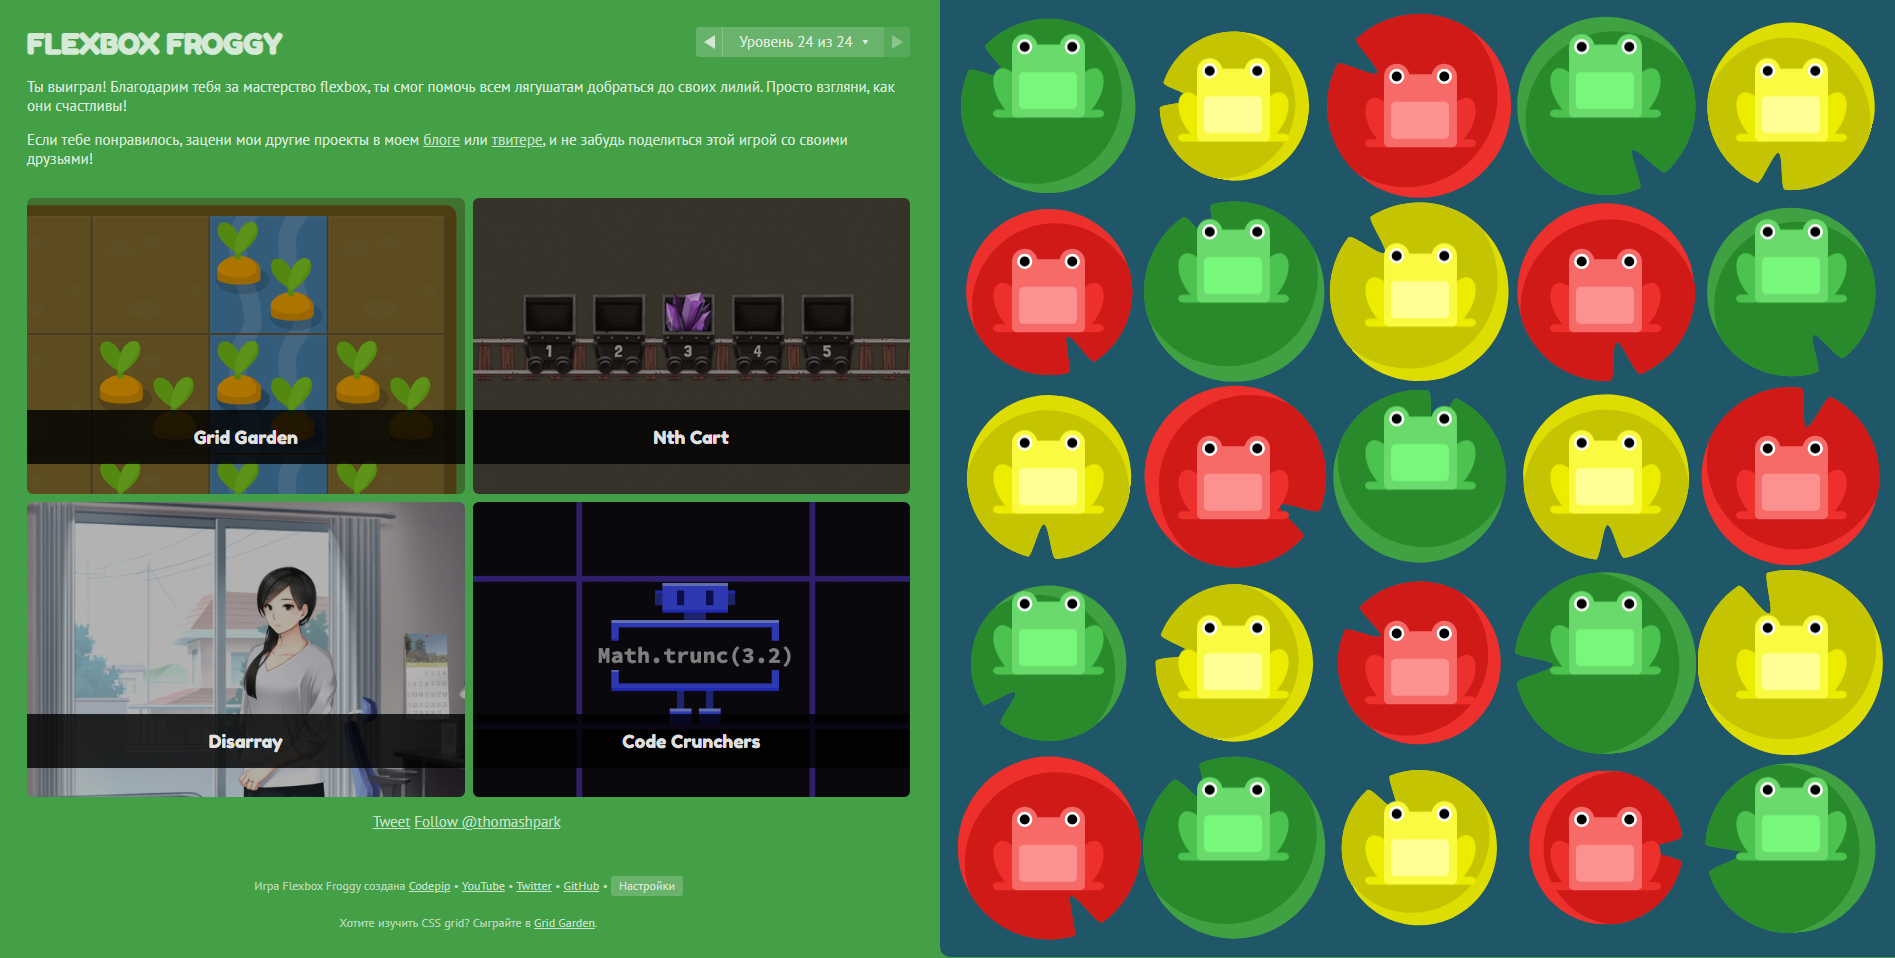 FLEXBOX FROGGY
Уровень 24 из 24
Ты выиграл! Благодарим тебя за мастерство flexbox, ты смог помочь всем лягушатам добраться до своих лилий. Просто взгляни, как
они счастливы!
Если тебе понравилось, зацени мои другие проекты в моем блоге или твитере, и не забудь поделиться этой игрой со своими
друзьями!
1 2 3 4 5
Grid Garden
Nth Cart
Math.trunc(3.2)
Disarray
Code Crunchers
Tweet Follow @thomashpark
Игра Flexbox Froggy создана Codepip • YouTube • Twitter • GitHub • Настройки
Хотите изучить CSS grid? Сыграйте в Grid Garden.